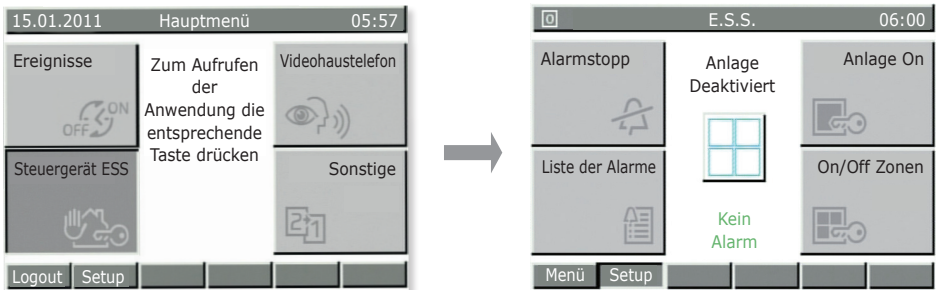 15.01.2011 Hauptmenü 05:57
Ereignisse
ON
OFF
Zum Aufrufen
der
Anwendung die
entsprechende
Taste drücken
Videohaustelefon
Steuergerät ESS
Sonstige
2 1
Logout Setup
0 E.S.S. 06:00
Alarmstopp
Anlage
Deaktiviert
Anlage On
Liste der Alarme
On/Off Zonen
Kein
Alarm
Menü Setup